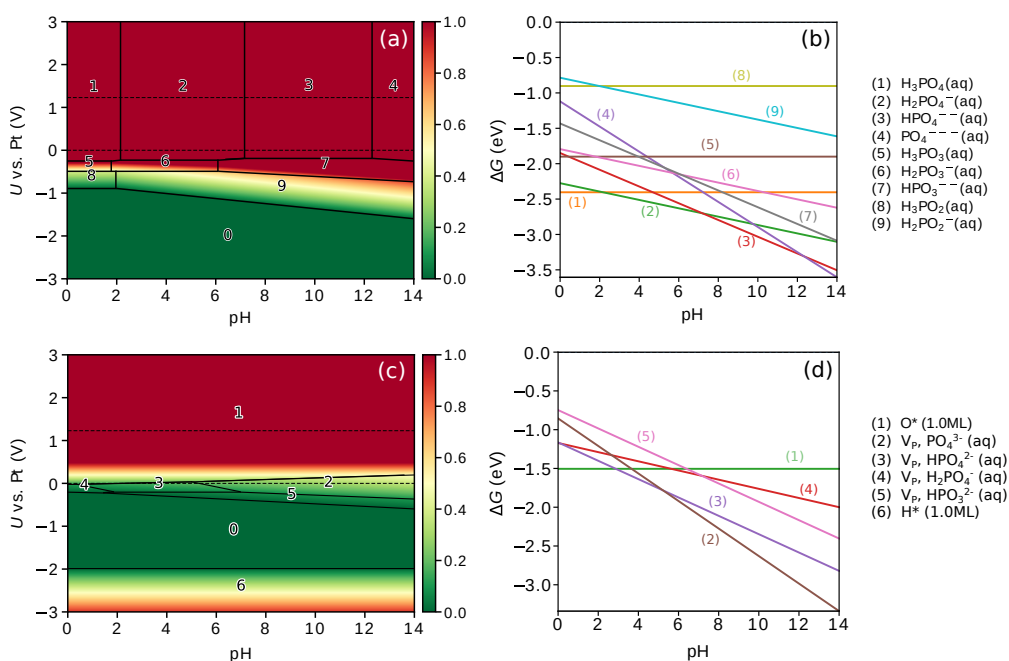 (a)
U vs. Pt (V)
3
2
1
0
−1
−2
−3
1
2
3
4
5
6
7
8
9
0
0 2 4 6 8 10 12 14
pH
1.0
0.8
0.6
0.4
0.2
0.0
(b)
ΔG (eV)
0.0
−0.5
−1.0
−1.5
−2.0
−2.5
−3.0
−3.5
(8)
(9)
(4)
(5)
(6)
(1)
(2)
(3)
(7)
0 2 4 6 8 10 12 14
pH
(1) H₃PO₄(aq)
(2) H₂PO₄⁻(aq)
(3) HPO₄⁻⁻(aq)
(4) PO₄⁻⁻⁻(aq)
(5) H₃PO₃(aq)
(6) H₂PO₃⁻(aq)
(7) HPO₃⁻⁻(aq)
(8) H₃PO₂(aq)
(9) H₂PO₂⁻(aq)
(c)
U vs. Pt (V)
3
2
1
0
−1
−2
−3
1
4
3
2
5
0
6
0 2 4 6 8 10 12 14
pH
1.0
0.8
0.6
0.4
0.2
0.0
(d)
ΔG (eV)
0.0
−0.5
−1.0
−1.5
−2.0
−2.5
−3.0
(5)
(1)
(4)
(3)
(2)
0 2 4 6 8 10 12 14
pH
(1) O* (1.0ML)
(2) Vₚ, PO₄³⁻ (aq)
(3) Vₚ, HPO₄²⁻ (aq)
(4) Vₚ, H₂PO₄⁻ (aq)
(5) Vₚ, HPO₃²⁻ (aq)
(6) H* (1.0ML)